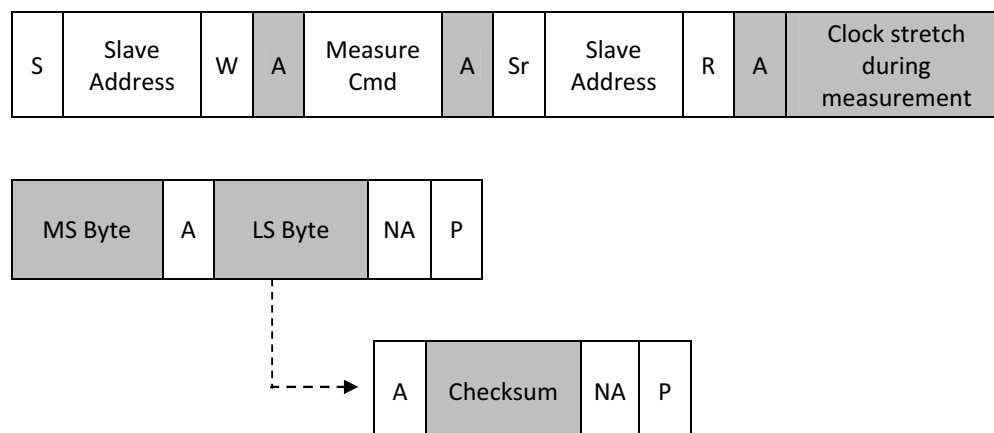 S Slave Address W A Measure Cmd A Sr Slave Address R A Clock stretch during measurement
MS Byte A LS Byte NA P
A Checksum NA P